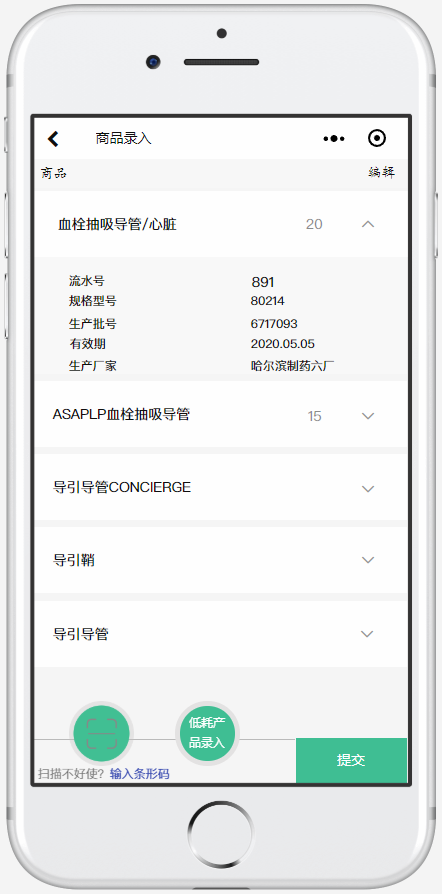 商品录入
商品 编辑
血栓抽吸导管/心脏 20
流水号 891
规格型号 80214
生产批号 6717093
有效期 2020.05.05
生产厂家 哈尔滨制药六厂
ASAPLP血栓抽吸导管 15
导引导管CONCIERGE
导引鞘
导引导管
低耗产
品录入
提交
扫描不好使? 输入条形码